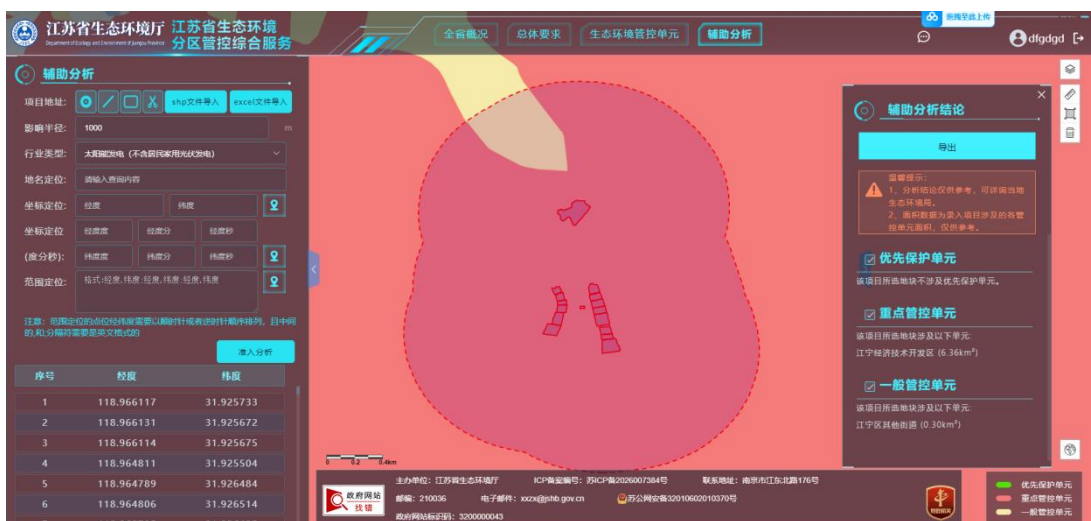 江苏省生态环境厅
Department of Ecology and Environment of Jiangsu Province
江苏省生态环境
分区管控综合服务
全省概况
总体要求
生态环境管控单元
辅助分析
拖拽至此上传
dfgdgd
辅助分析
项目地址:
shp文件导入
excel文件导入
影响半径:
1000
m
行业类型:
太阳能发电（不含居民家用光伏发电）
地名定位:
请输入查询内容
坐标定位:
经度
纬度
坐标定位
经度度
经度分
经度秒
(度分秒):
纬度度
纬度分
纬度秒
范围定位:
格式:经度,纬度;经度,纬度;经度,纬度
注意：范围定位的点位经纬度需要以顺时针或者逆时针顺序排列，且中间
的,和;分隔符需要是英文格式的
准入分析
序号 经度 纬度
1 118.966117 31.925733
2 118.966131 31.925672
3 118.966114 31.925675
4 118.964811 31.925504
5 118.964789 31.926484
6 118.964806 31.926514
0 0.2 0.4km
辅助分析结论
导出
温馨提示:
1、分析结论仅供参考，可详询当地
生态环境局。
2、面积数据为录入项目涉及的各管
控单元面积，仅供参考。
优先保护单元
该项目所选地块不涉及优先保护单元。
重点管控单元
该项目所选地块涉及以下单元:
江宁经济技术开发区 (6.36km²)
一般管控单元
该项目所选地块涉及以下单元:
江宁区其他街道 (0.30km²)
政府网站
找错
主办单位：江苏省生态环境厅 ICP备案编号：苏ICP备2026007384号 联系地址：南京市江东北路176号
邮编：210036 电子邮件：xxzx@jshb.gov.cn 苏公网安备32010602010370号
政府网站标识码：3200000043
优先保护单元
重点管控单元
一般管控单元